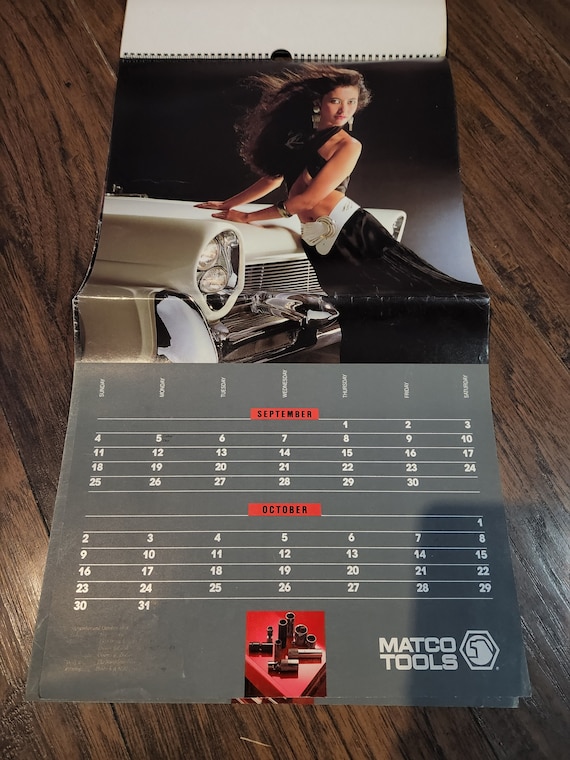 SUNDAY MONDAY TUESDAY WEDNESDAY THURSDAY FRIDAY SATURDAY
SEPTEMBER
1 2 3
4 5 6 7 8 9 10
11 12 13 14 15 16 17
18 19 20 21 22 23 24
25 26 27 28 29 30
OCTOBER
1
2 3 4 5 6 7 8
9 10 11 12 13 14 15
16 17 18 19 20 21 22
23 24 25 26 27 28 29
30 31
MATCO
TOOLS